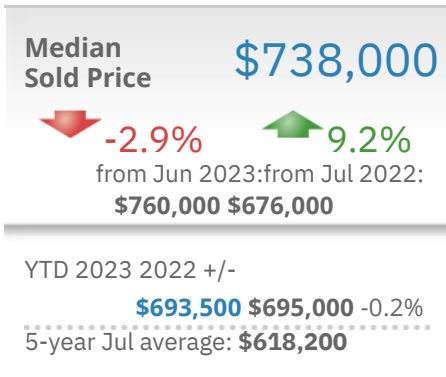 Median
Sold Price
$738,000
-2.9% 9.2%
from Jun 2023:from Jul 2022:
$760,000 $676,000
YTD 2023 2022 +/-
$693,500 $695,000 -0.2%
5-year Jul average: $618,200